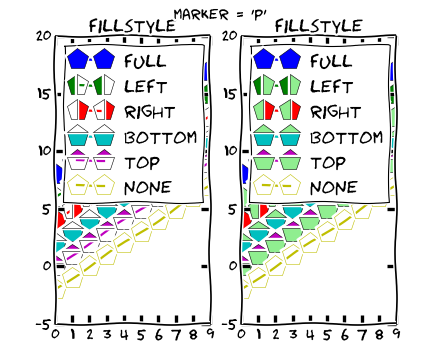 MARKER = 'P'
FILLSTYLE FILLSTYLE
20 20
FULL FULL
LEFT LEFT
15 15
RIGHT RIGHT
BOTTOM BOTTOM
10 10
TOP TOP
NONE NONE
5 5
0 0
-5 -5
0 1 2 3 4 5 6 7 8 9 0 1 2 3 4 5 6 7 8 9